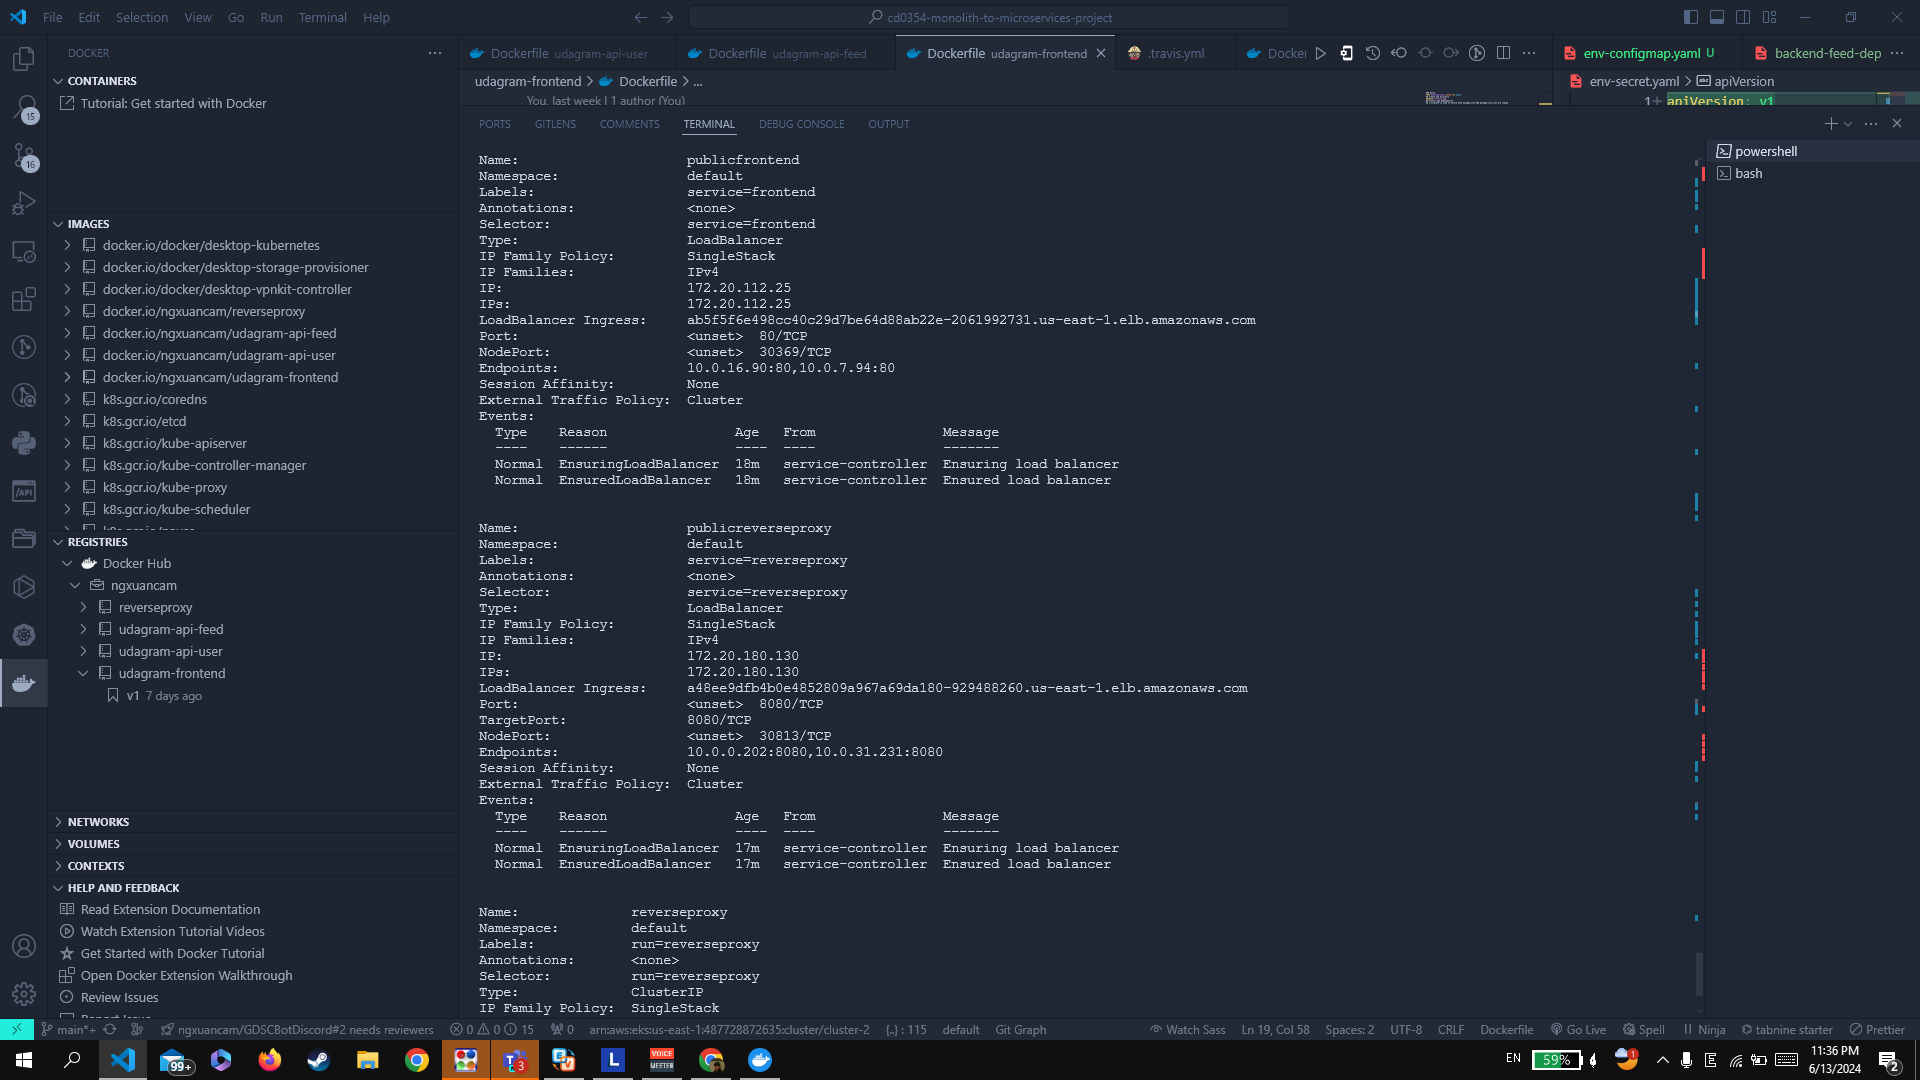 File Edit Selection View Go Run Terminal Help
cd0354-monolith-to-microservices-project
DOCKER
Dockerfile udagram-api-user
Dockerfile udagram-api-feed
Dockerfile udagram-frontend
.travis.yml
Docker
env-configmap.yaml U
backend-feed-dep
udagram-frontend > Dockerfile > ...
env-secret.yaml > apiVersion
You, last week | 1 author (You)
1+ apiVersion: v1
CONTAINERS
Tutorial: Get started with Docker
15
16
IMAGES
docker.io/docker/desktop-kubernetes
docker.io/docker/desktop-storage-provisioner
docker.io/docker/desktop-vpnkit-controller
docker.io/ngxuancam/reverseproxy
docker.io/ngxuancam/udagram-api-feed
docker.io/ngxuancam/udagram-api-user
docker.io/ngxuancam/udagram-frontend
k8s.gcr.io/coredns
k8s.gcr.io/etcd
k8s.gcr.io/kube-apiserver
k8s.gcr.io/kube-controller-manager
k8s.gcr.io/kube-proxy
k8s.gcr.io/kube-scheduler
REGISTRIES
Docker Hub
ngxuancam
reverseproxy
udagram-api-feed
udagram-api-user
udagram-frontend
v1 7 days ago
NETWORKS
VOLUMES
CONTEXTS
HELP AND FEEDBACK
Read Extension Documentation
Watch Extension Tutorial Videos
Get Started with Docker Tutorial
Open Docker Extension Walkthrough
Review Issues
PORTS GITLENS COMMENTS TERMINAL DEBUG CONSOLE OUTPUT
powershell
bash
Name: publicfrontend
Namespace: default
Labels: service=frontend
Annotations: <none>
Selector: service=frontend
Type: LoadBalancer
IP Family Policy: SingleStack
IP Families: IPv4
IP: 172.20.112.25
IPs: 172.20.112.25
LoadBalancer Ingress: ab5f5f6e498cc40c29d7be64d88ab22e-2061992731.us-east-1.elb.amazonaws.com
Port: <unset> 80/TCP
NodePort: <unset> 30369/TCP
Endpoints: 10.0.16.90:80,10.0.7.94:80
Session Affinity: None
External Traffic Policy: Cluster
Events:
Type Reason Age From Message
---- ------ ---- ---- -------
Normal EnsuringLoadBalancer 18m service-controller Ensuring load balancer
Normal EnsuredLoadBalancer 18m service-controller Ensured load balancer
Name: publicreverseproxy
Namespace: default
Labels: service=reverseproxy
Annotations: <none>
Selector: service=reverseproxy
Type: LoadBalancer
IP Family Policy: SingleStack
IP Families: IPv4
IP: 172.20.180.130
IPs: 172.20.180.130
LoadBalancer Ingress: a48ee9dfb4b0e4852809a967a69da180-929488260.us-east-1.elb.amazonaws.com
Port: <unset> 8080/TCP
TargetPort: 8080/TCP
NodePort: <unset> 30813/TCP
Endpoints: 10.0.0.202:8080,10.0.31.231:8080
Session Affinity: None
External Traffic Policy: Cluster
Events:
Type Reason Age From Message
---- ------ ---- ---- -------
Normal EnsuringLoadBalancer 17m service-controller Ensuring load balancer
Normal EnsuredLoadBalancer 17m service-controller Ensured load balancer
Name: reverseproxy
Namespace: default
Labels: run=reverseproxy
Annotations: <none>
Selector: run=reverseproxy
Type: ClusterIP
IP Family Policy: SingleStack
main*+ ngxuancam/GDSCBotDiscord#2 needs reviewers 0 0 15 0 arn:aws:eks:us-east-1:487728872635:cluster/cluster-2 {..} : 115 default Git Graph Watch Sass Ln 19, Col 58 Spaces: 2 UTF-8 CRLF Dockerfile Go Live Spell Ninja tabnine starter Prettier
99+
3
VOICE MEETER
EN 59% 1
11:36 PM
6/13/2024
2